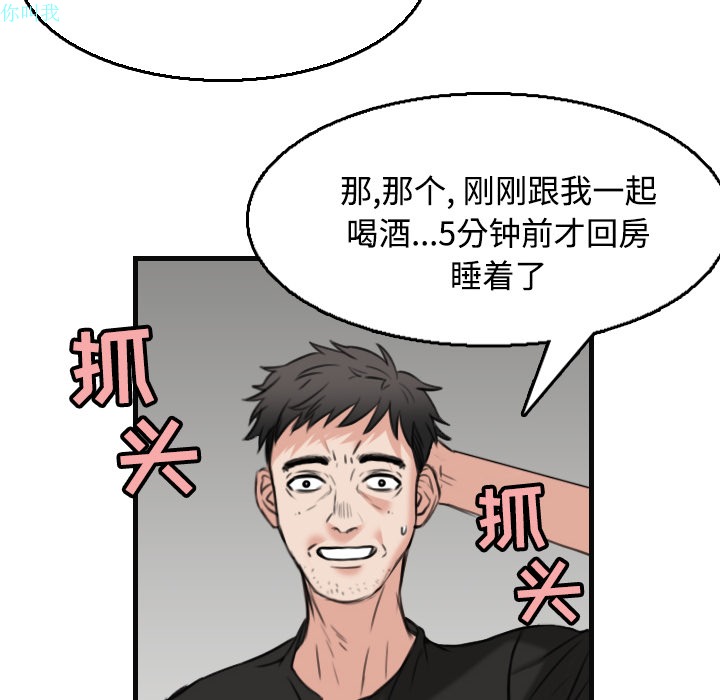 你叫我
那,那个, 刚刚跟我一起
喝酒...5分钟前才回房
睡着了
抓
头
抓
头